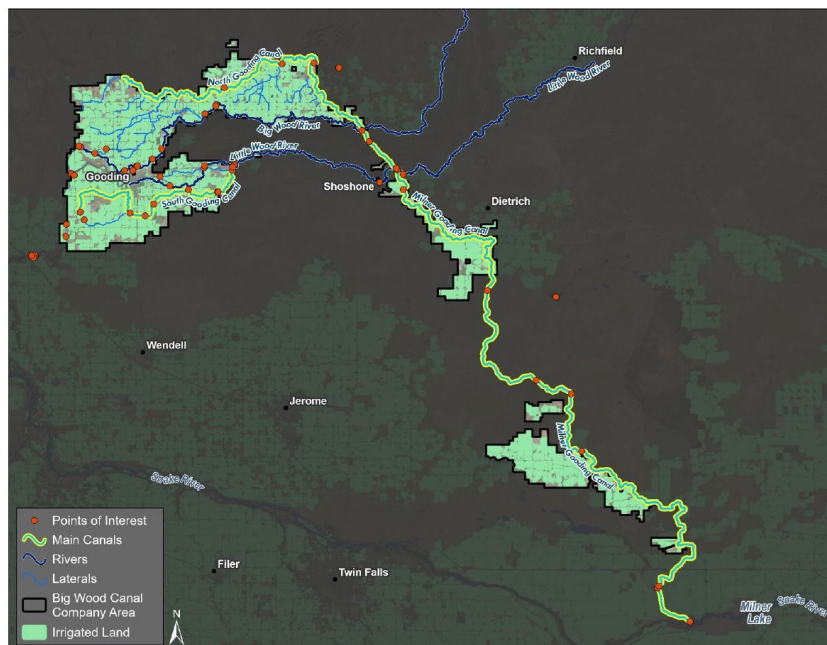 Richfield
North Gooding Canal
Little Wood River
Big Wood River
Little Wood River
Gooding
Shoshone
South Gooding Canal
Milner Gooding Canal
Dietrich
Wendell
Jerome
Milner Gooding Canal
Snake River
Filer
Twin Falls
Milner
Lake
Snake River
Points of Interest
Main Canals
Rivers
Laterals
Big Wood Canal
Company Area
Irrigated Land
N